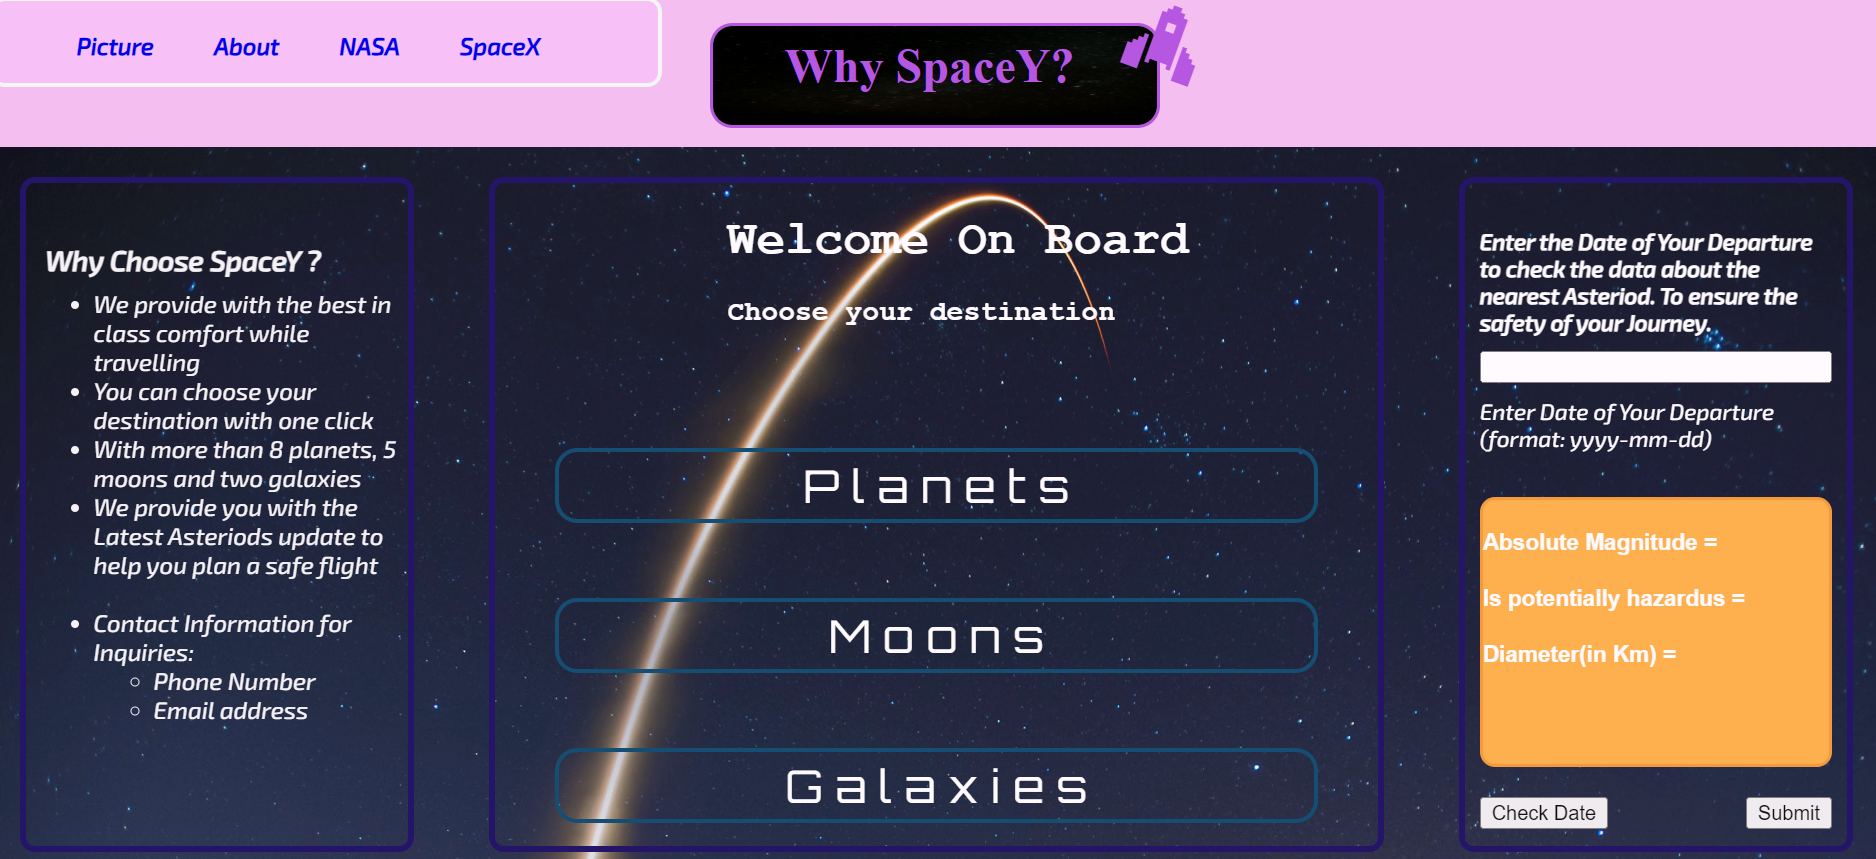 Picture About NASA SpaceX
Why SpaceY?
Why Choose SpaceY ?
We provide with the best in
class comfort while
travelling
You can choose your
destination with one click
With more than 8 planets, 5
moons and two galaxies
We provide you with the
Latest Asteriods update to
help you plan a safe flight
Contact Information for
Inquiries:
Phone Number
Email address
Welcome On Board
Choose your destination
Planets
Moons
Galaxies
Enter the Date of Your Departure
to check the data about the
nearest Asteriod. To ensure the
safety of your Journey.
Enter Date of Your Departure
(format: yyyy-mm-dd)
Absolute Magnitude =
Is potentially hazardus =
Diameter(in Km) =
Check Date Submit